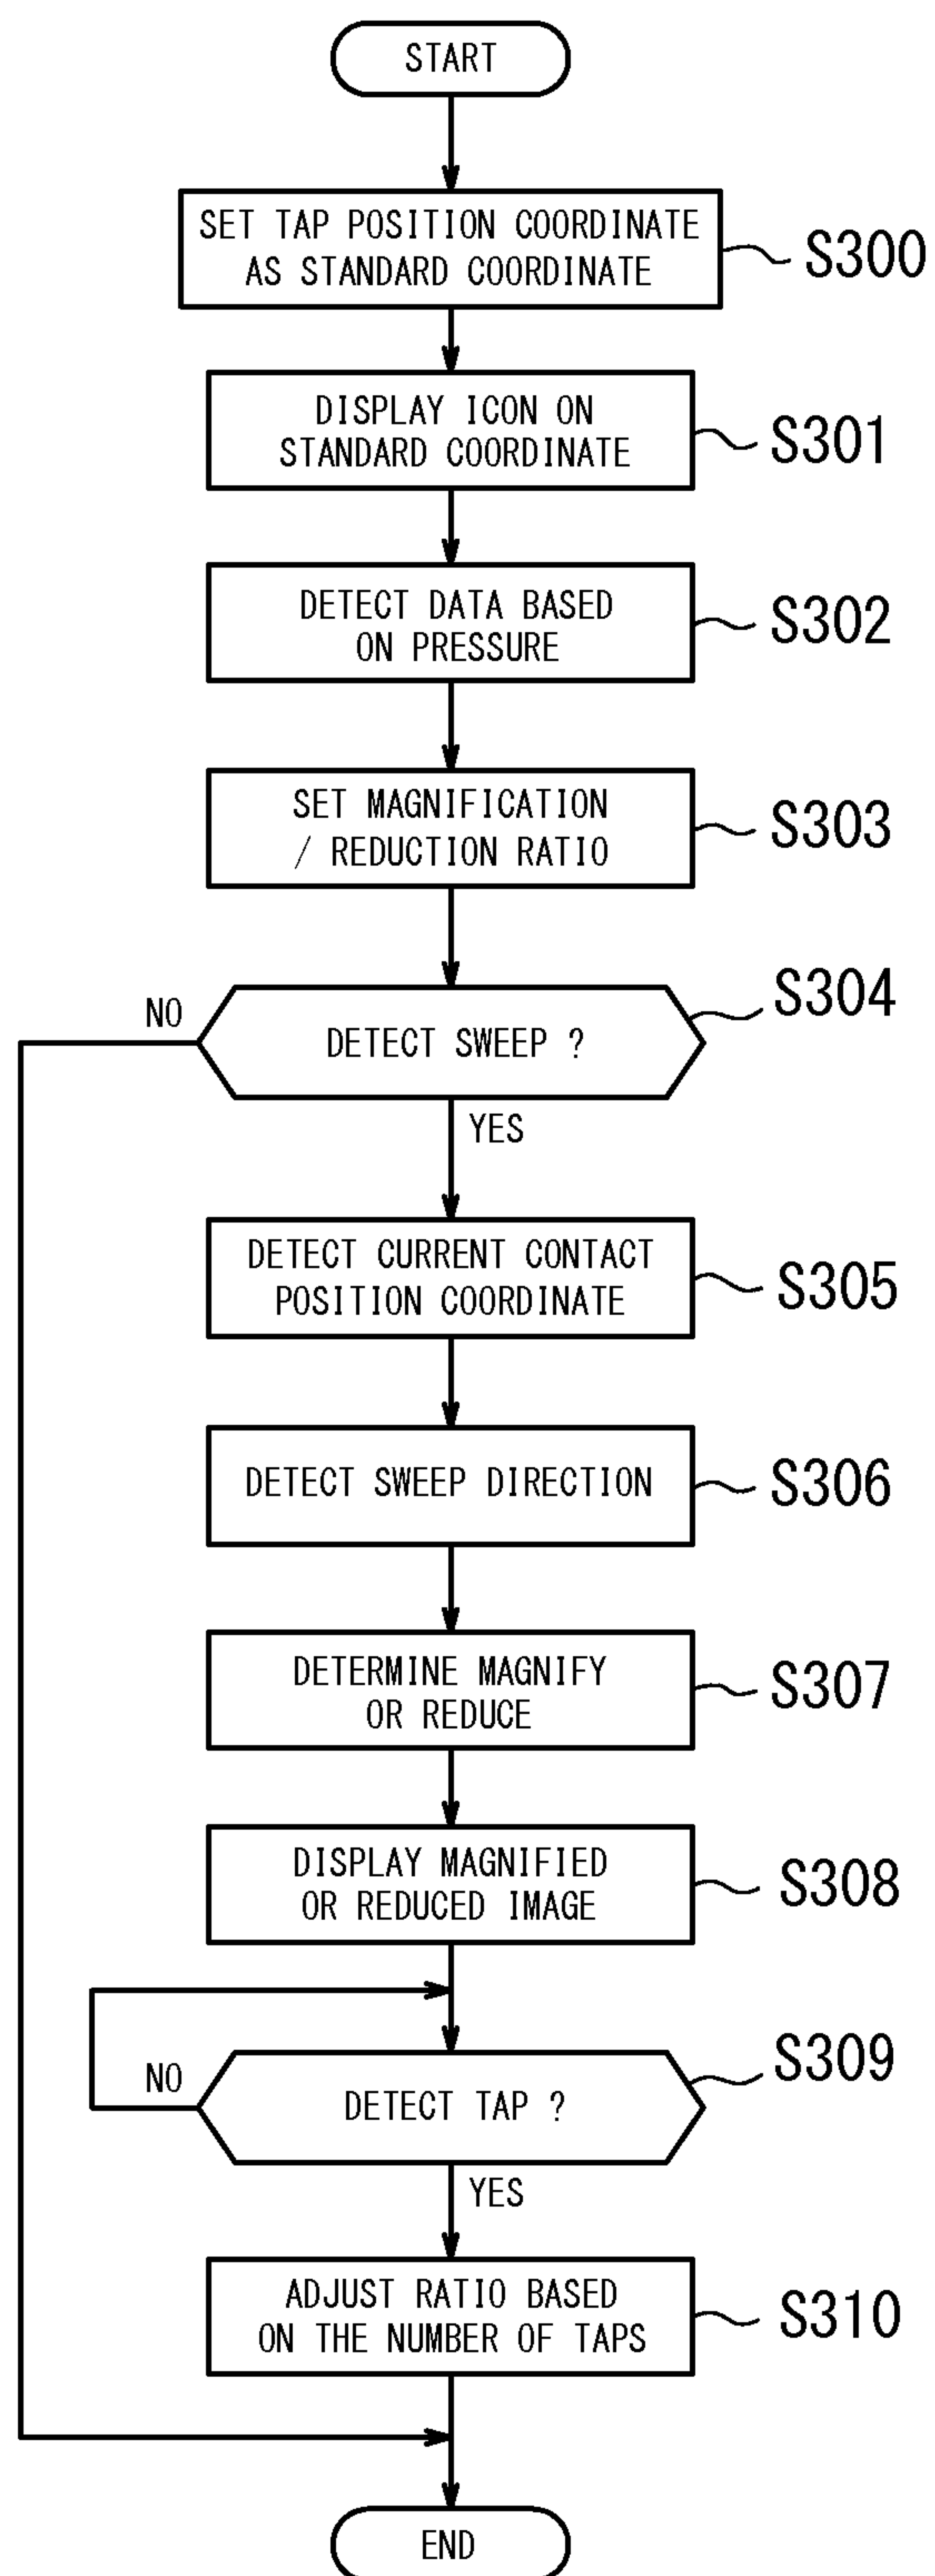 START
SET TAP POSITION COORDINATE
AS STANDARD COORDINATE
S300
DISPLAY ICON ON
STANDARD COORDINATE
S301
DETECT DATA BASED
ON PRESSURE
S302
SET MAGNIFICATION
/ REDUCTION RATIO
S303
S304
NO
DETECT SWEEP ?
YES
DETECT CURRENT CONTACT
POSITION COORDINATE
S305
DETECT SWEEP DIRECTION
S306
DETERMINE MAGNIFY
OR REDUCE
S307
DISPLAY MAGNIFIED
OR REDUCED IMAGE
S308
S309
NO
DETECT TAP ?
YES
ADJUST RATIO BASED
ON THE NUMBER OF TAPS
S310
END